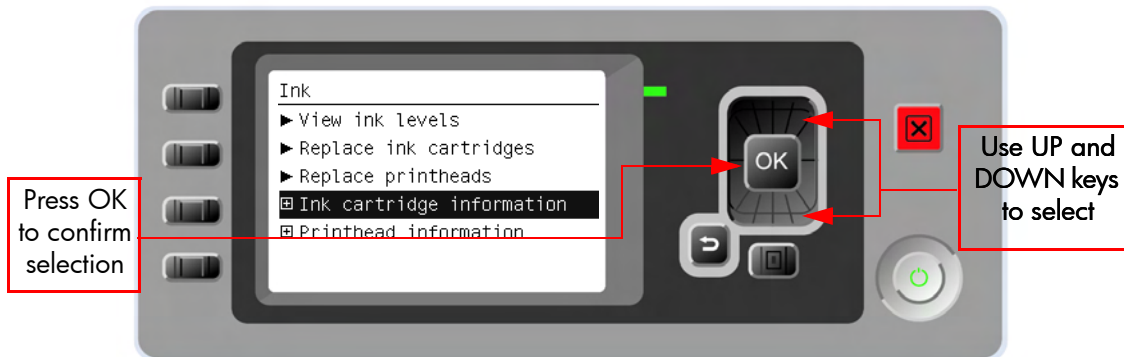 Ink
View ink levels
Replace ink cartridges
Replace printheads
Ink cartridge information
Printhead information
Press OK
to confirm
selection
OK
Use UP and
DOWN keys
to select